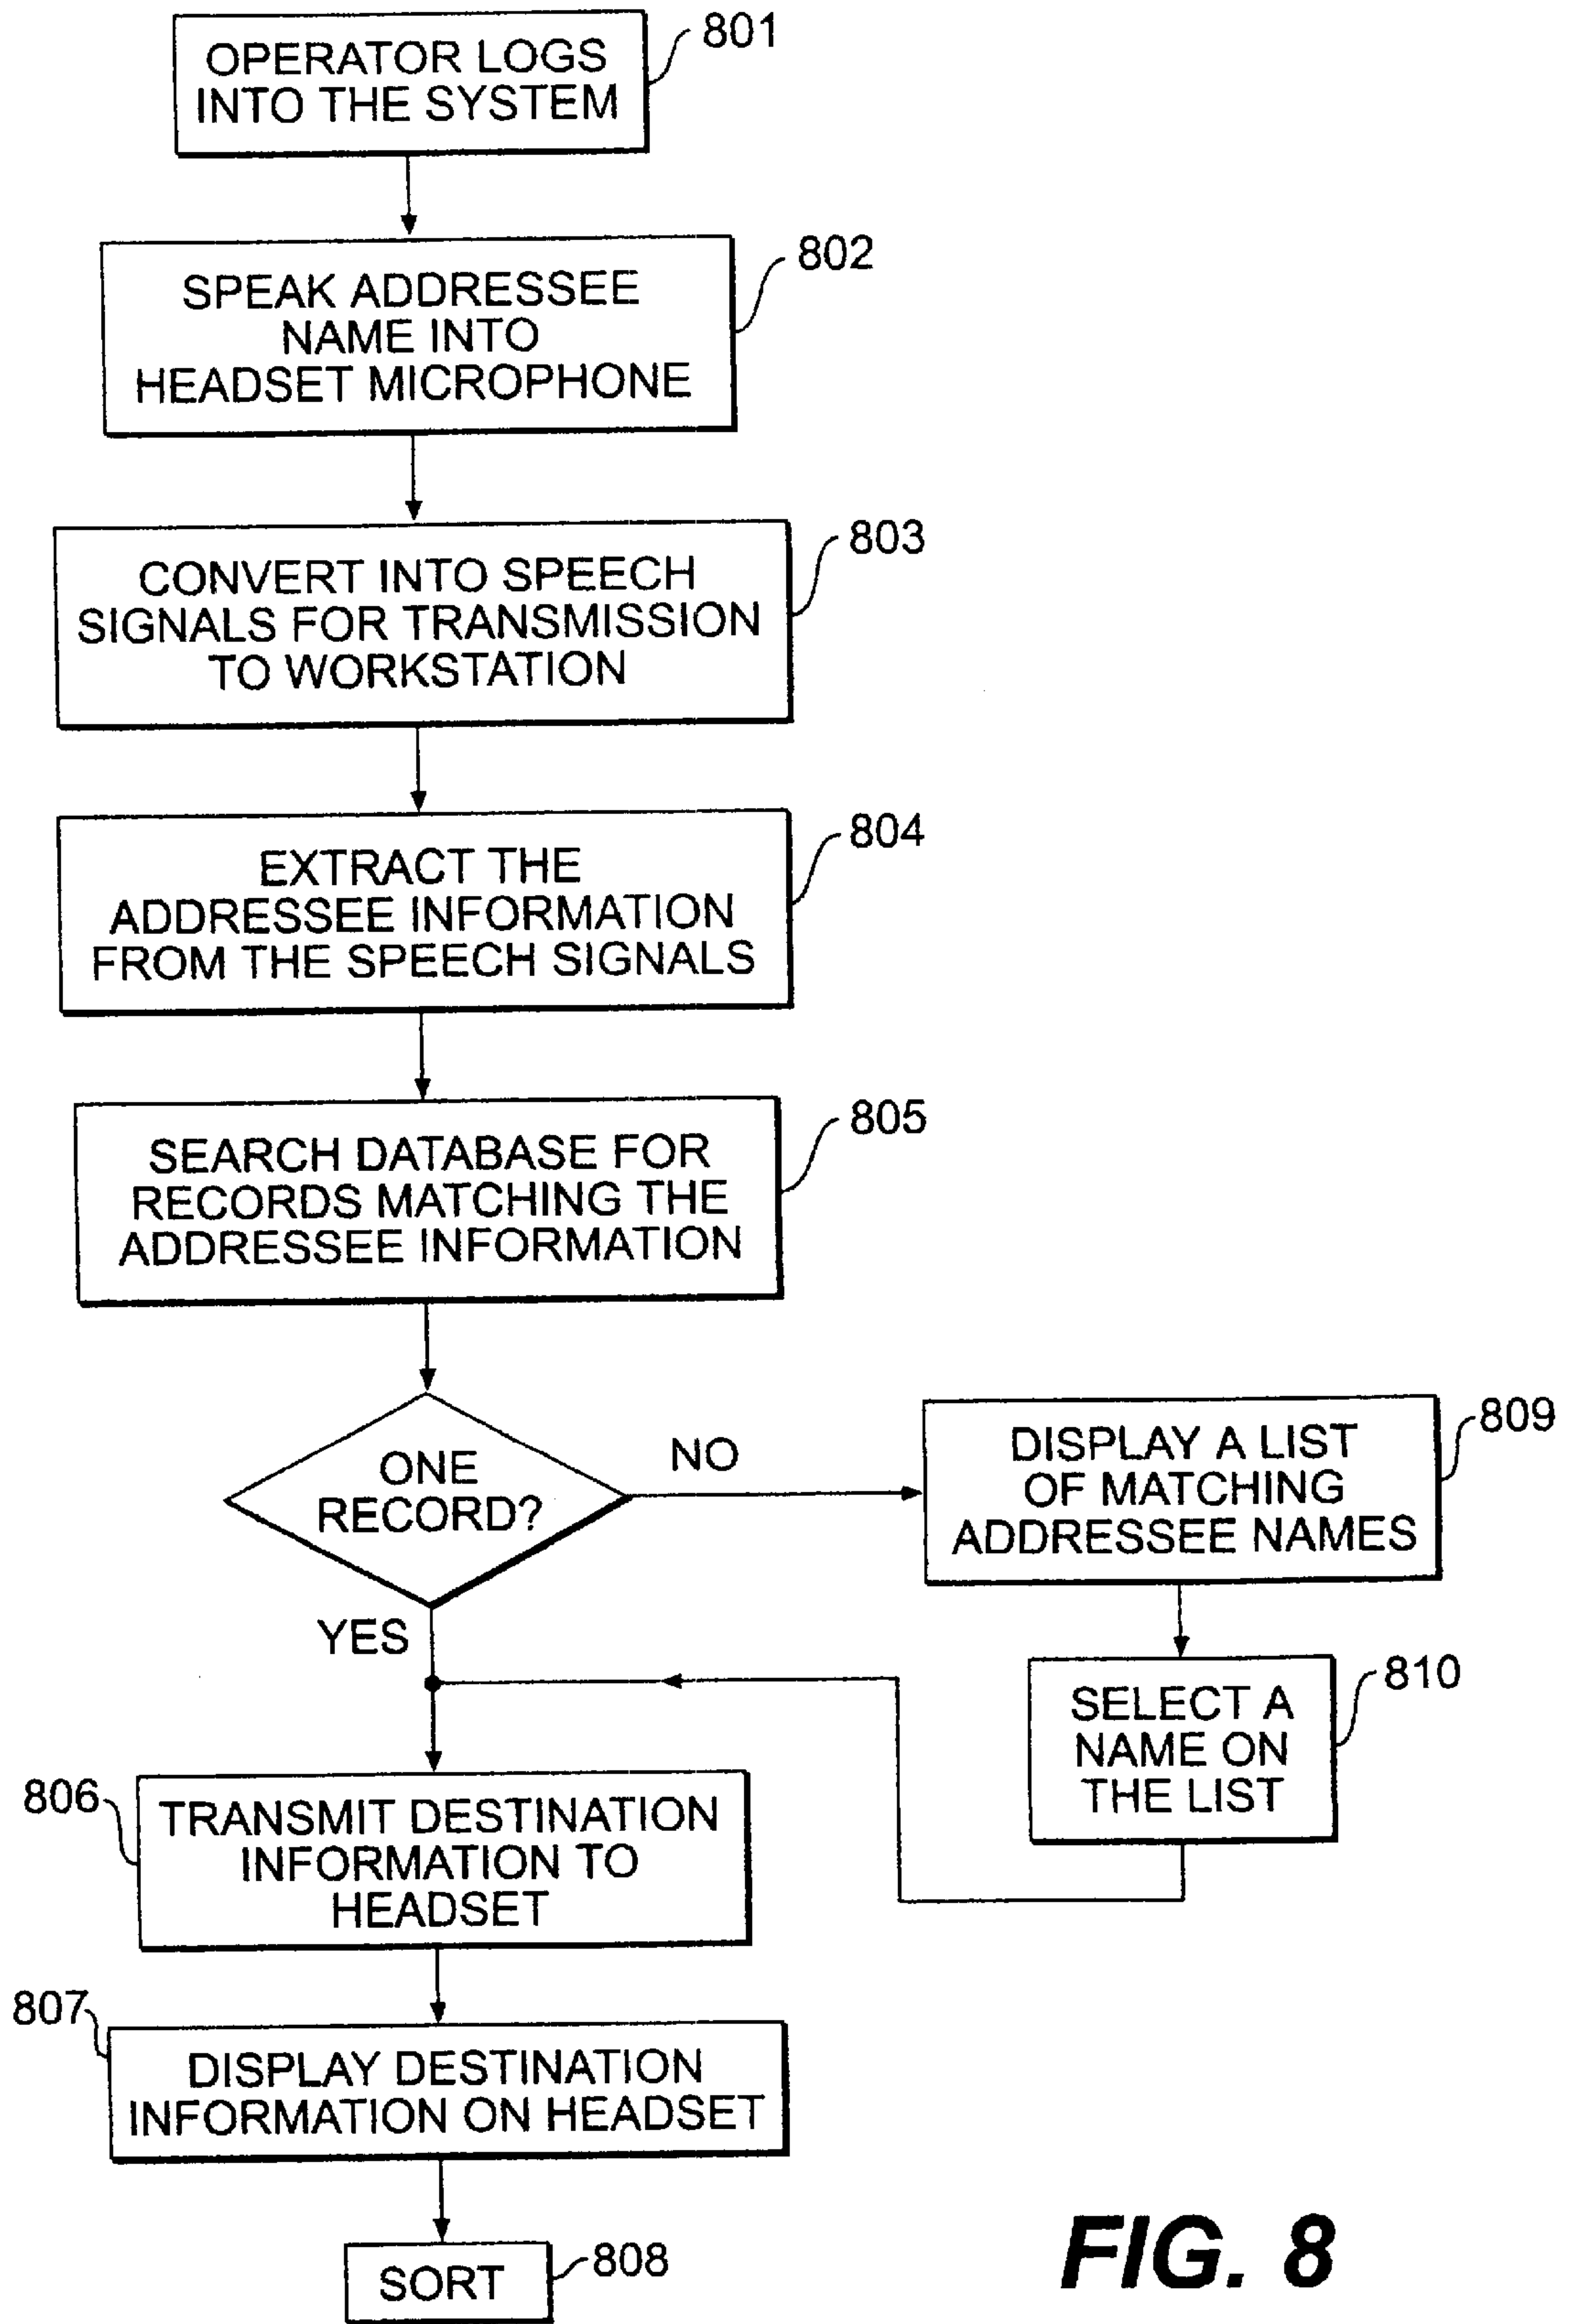 OPERATOR LOGS
INTO THE SYSTEM
801
SPEAK ADDRESSEE
NAME INTO
HEADSET MICROPHONE
802
CONVERT INTO SPEECH
SIGNALS FOR TRANSMISSION
TO WORKSTATION
803
EXTRACT THE
ADDRESSEE INFORMATION
FROM THE SPEECH SIGNALS
804
SEARCH DATABASE FOR
RECORDS MATCHING THE
ADDRESSEE INFORMATION
805
ONE
RECORD?
NO
YES
DISPLAY A LIST
OF MATCHING
ADDRESSEE NAMES
809
SELECT A
NAME ON
THE LIST
810
806
TRANSMIT DESTINATION
INFORMATION TO
HEADSET
807
DISPLAY DESTINATION
INFORMATION ON HEADSET
SORT
808
FIG. 8